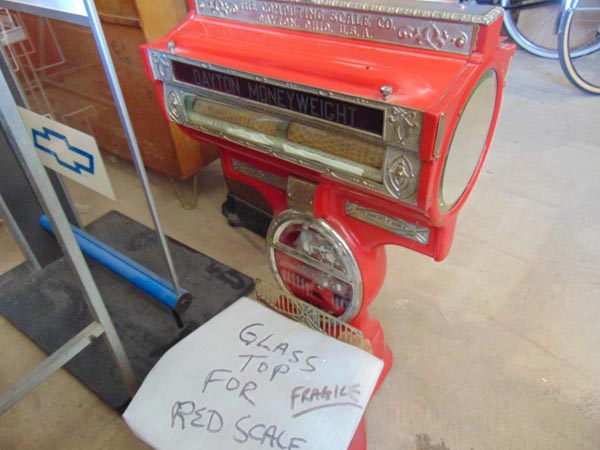 THE COMPUTING SCALE CO.
DAYTON, OHIO, U.S.A.
DAYTON MONEYWEIGHT
GLASS
TOP
FOR FRAGILE
RED SCALE